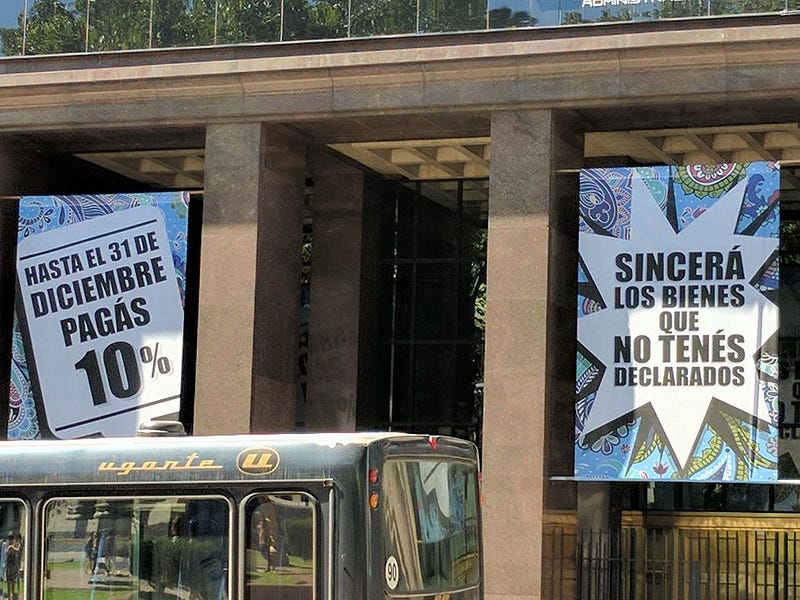 HASTA EL 31 DE
DICIEMBRE
PAGÁS
10%
SINCERÁ
LOS BIENES
QUE
NO TENÉS
DECLARADOS
ugarte
90